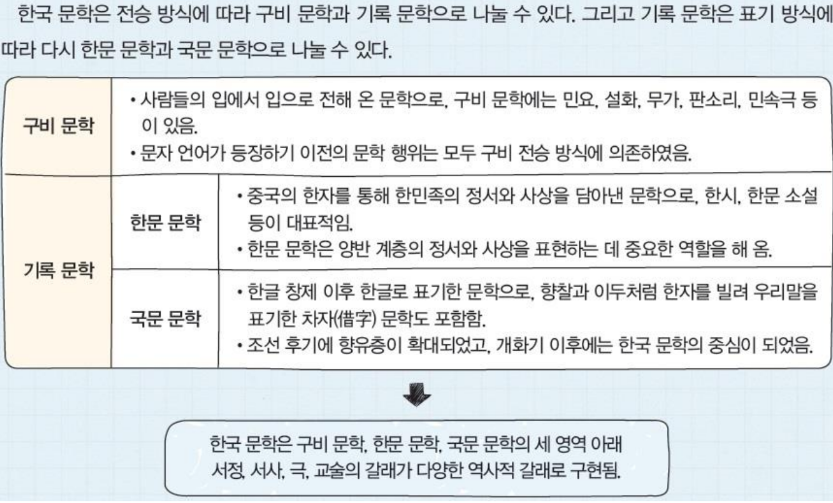 한국 문학은 전승 방식에 따라 구비 문학과 기록 문학으로 나눌 수 있다. 그리고 기록 문학은 표기 방식에
따라 다시 한문 문학과 국문 문학으로 나눌 수 있다.
구비 문학
• 사람들의 입에서 입으로 전해 온 문학으로, 구비 문학에는 민요, 설화, 무가, 판소리, 민속극 등
이 있음.
• 문자 언어가 등장하기 이전의 문학 행위는 모두 구비 전승 방식에 의존하였음.
기록 문학
한문 문학
• 중국의 한자를 통해 한민족의 정서와 사상을 담아낸 문학으로, 한시, 한문 소설
등이 대표적임.
• 한문 문학은 양반 계층의 정서와 사상을 표현하는 데 중요한 역할을 해 옴.
국문 문학
• 한글 창제 이후 한글로 표기한 문학으로, 향찰과 이두처럼 한자를 빌려 우리말을
표기한 차자(借字) 문학도 포함함.
• 조선 후기에 향유층이 확대되었고, 개화기 이후에는 한국 문학의 중심이 되었음.
한국 문학은 구비 문학, 한문 문학, 국문 문학의 세 영역 아래
서정, 서사, 극, 교술의 갈래가 다양한 역사적 갈래로 구현됨.